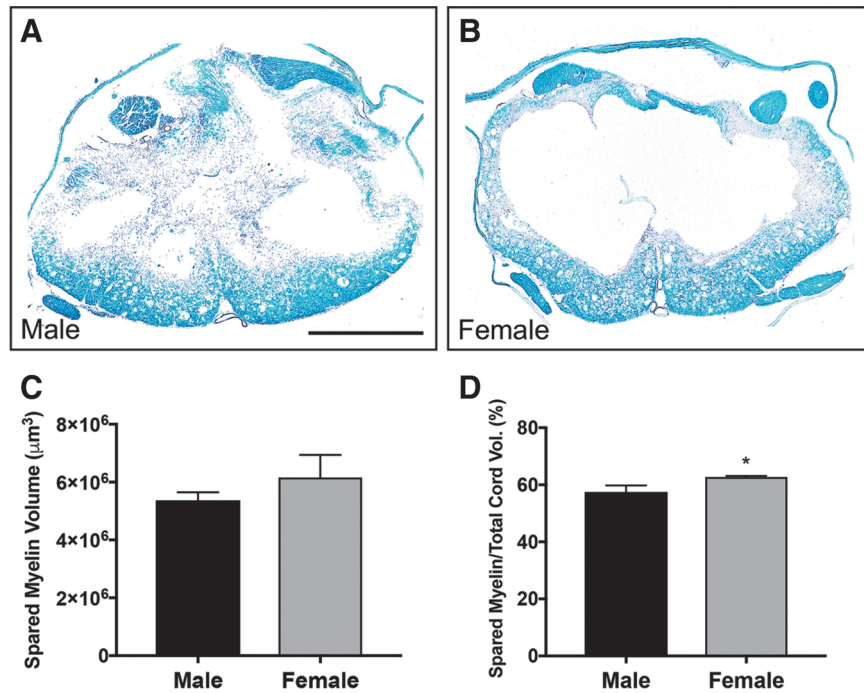 A
Male
B
Female
C
Spared Myelin Volume (μm³)
8×10⁶
6×10⁶
4×10⁶
2×10⁶
0
Male Female
D
Spared Myelin/Total Cord Vol. (%)
80
60
40
20
0
*
Male Female